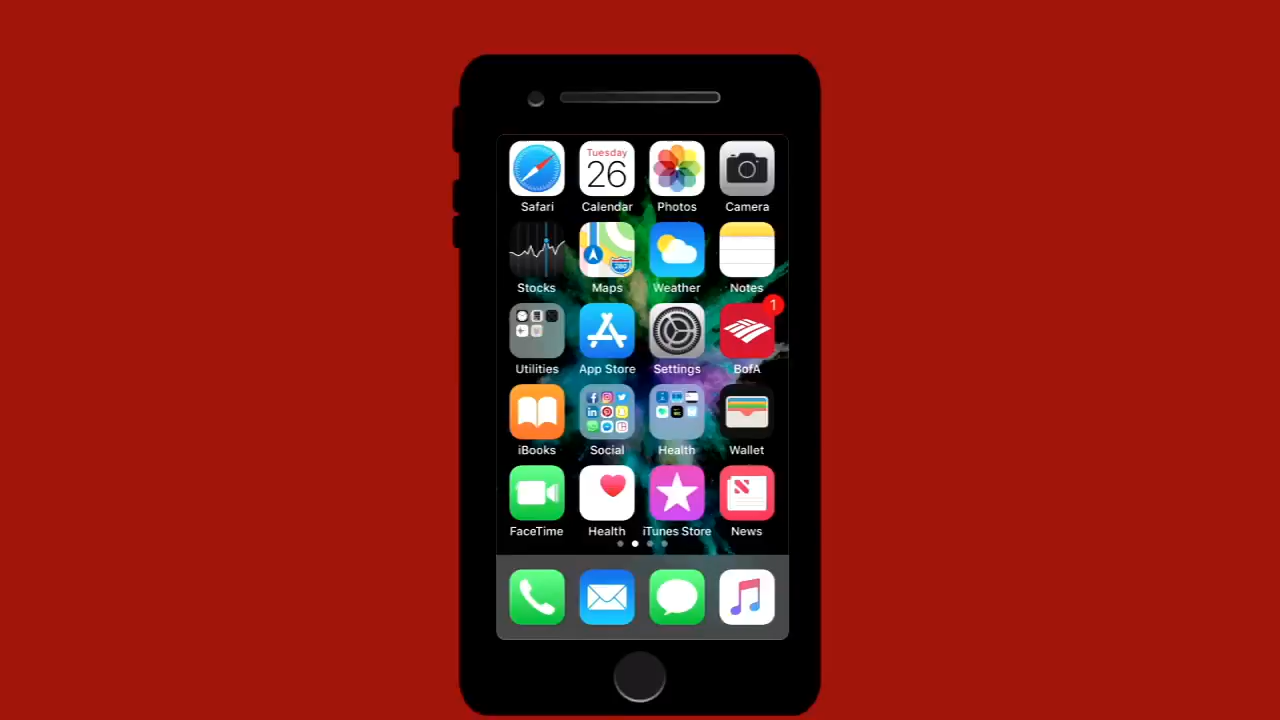 Tuesday
26
Safari Calendar Photos Camera
280
Stocks Maps Weather Notes
1
Utilities App Store Settings BofA
iBooks Social Health Wallet
FaceTime Health iTunes Store News